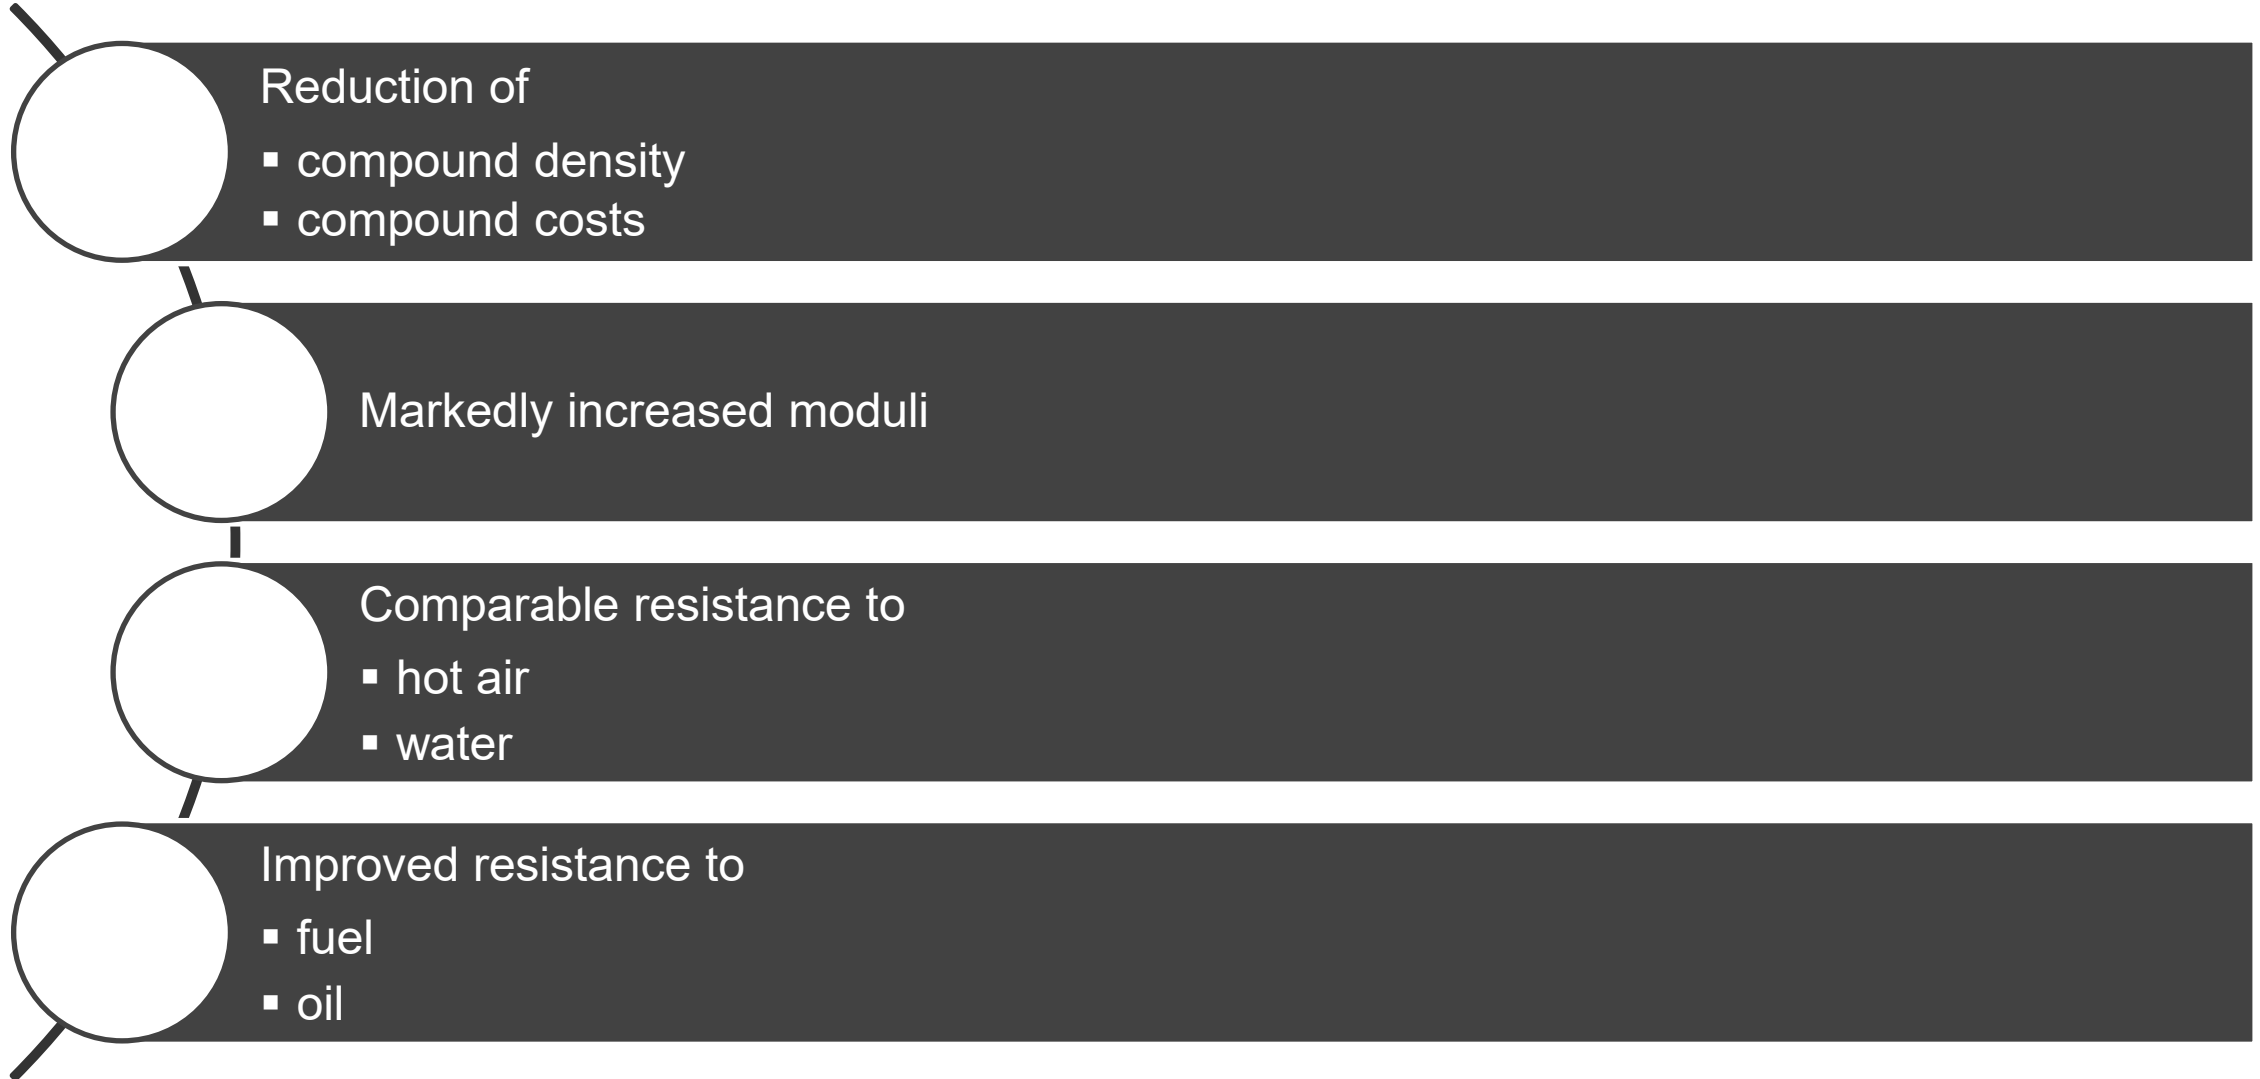 Reduction of
▪ compound density
▪ compound costs
Markedly increased moduli
Comparable resistance to
▪ hot air
▪ water
Improved resistance to
▪ fuel
▪ oil